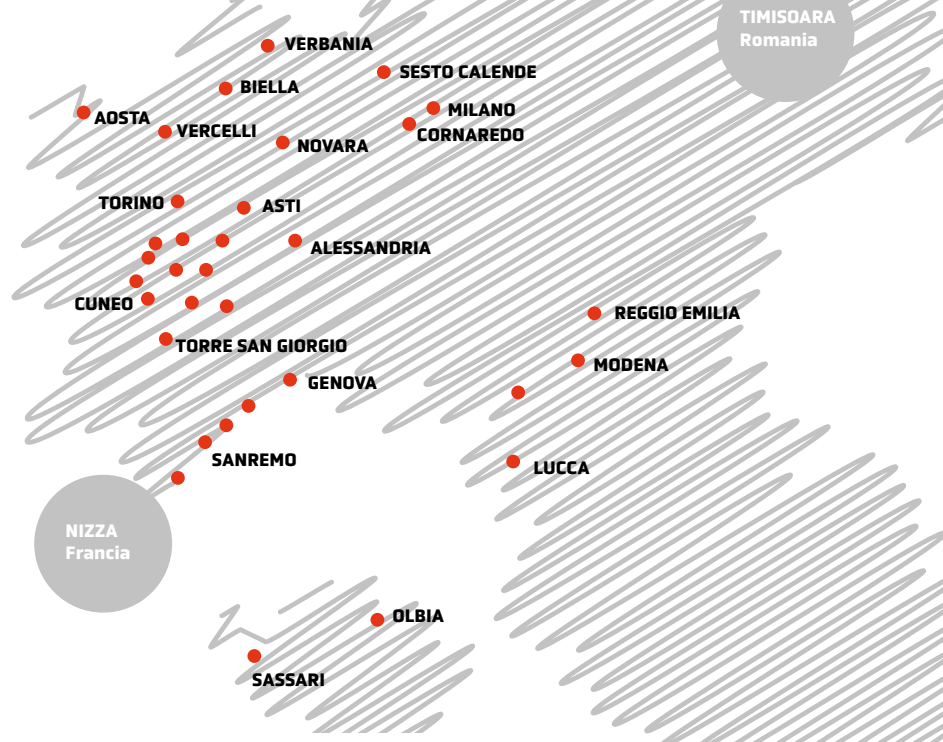 TIMISOARA
Romania
VERBANIA
SESTO CALENDE
BIELLA
MILANO
AOSTA
VERCELLI
CORNAREDO
NOVARA
TORINO
ASTI
ALESSANDRIA
CUNEO
REGGIO EMILIA
TORRE SAN GIORGIO
MODENA
GENOVA
SANREMO
LUCCA
NIZZA
Francia
OLBIA
SASSARI